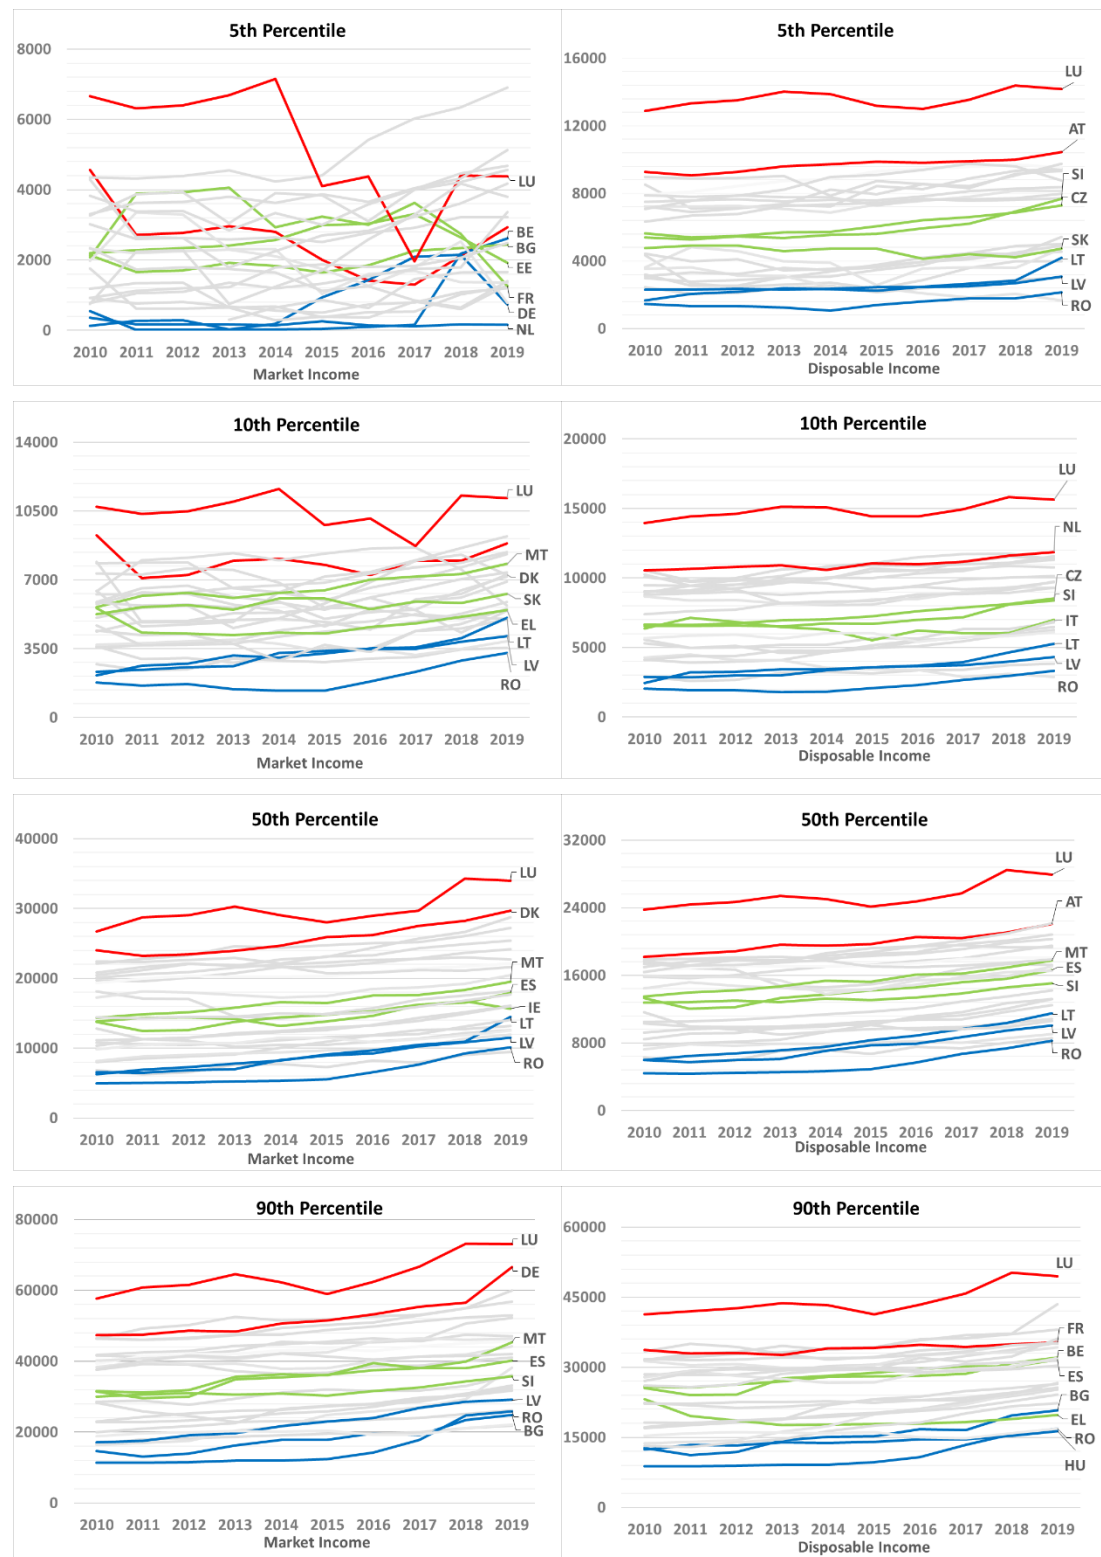 5th Percentile
8000
6000
4000
2000
0
LU
BE
BG
EE
FR
DE
NL
2010 2011 2012 2013 2014 2015 2016 2017 2018 2019
Market Income
5th Percentile
16000
12000
8000
4000
0
LU
AT
SI
CZ
SK
LT
LV
RO
2010 2011 2012 2013 2014 2015 2016 2017 2018 2019
Disposable Income
10th Percentile
14000
10500
7000
3500
0
LU
MT
DK
SK
EL
LT
LV
RO
2010 2011 2012 2013 2014 2015 2016 2017 2018 2019
Market Income
10th Percentile
20000
15000
10000
5000
0
LU
NL
CZ
SI
IT
LT
LV
RO
2010 2011 2012 2013 2014 2015 2016 2017 2018 2019
Disposable Income
50th Percentile
40000
30000
20000
10000
0
LU
DK
MT
ES
IE
LT
LV
RO
2010 2011 2012 2013 2014 2015 2016 2017 2018 2019
Market Income
50th Percentile
32000
24000
16000
8000
0
LU
AT
MT
ES
SI
LT
LV
RO
2010 2011 2012 2013 2014 2015 2016 2017 2018 2019
Disposable Income
90th Percentile
80000
60000
40000
20000
0
LU
DE
MT
ES
SI
LV
RO
BG
2010 2011 2012 2013 2014 2015 2016 2017 2018 2019
Market Income
90th Percentile
60000
45000
30000
15000
0
LU
FR
BE
ES
BG
EL
RO
HU
2010 2011 2012 2013 2014 2015 2016 2017 2018 2019
Disposable Income